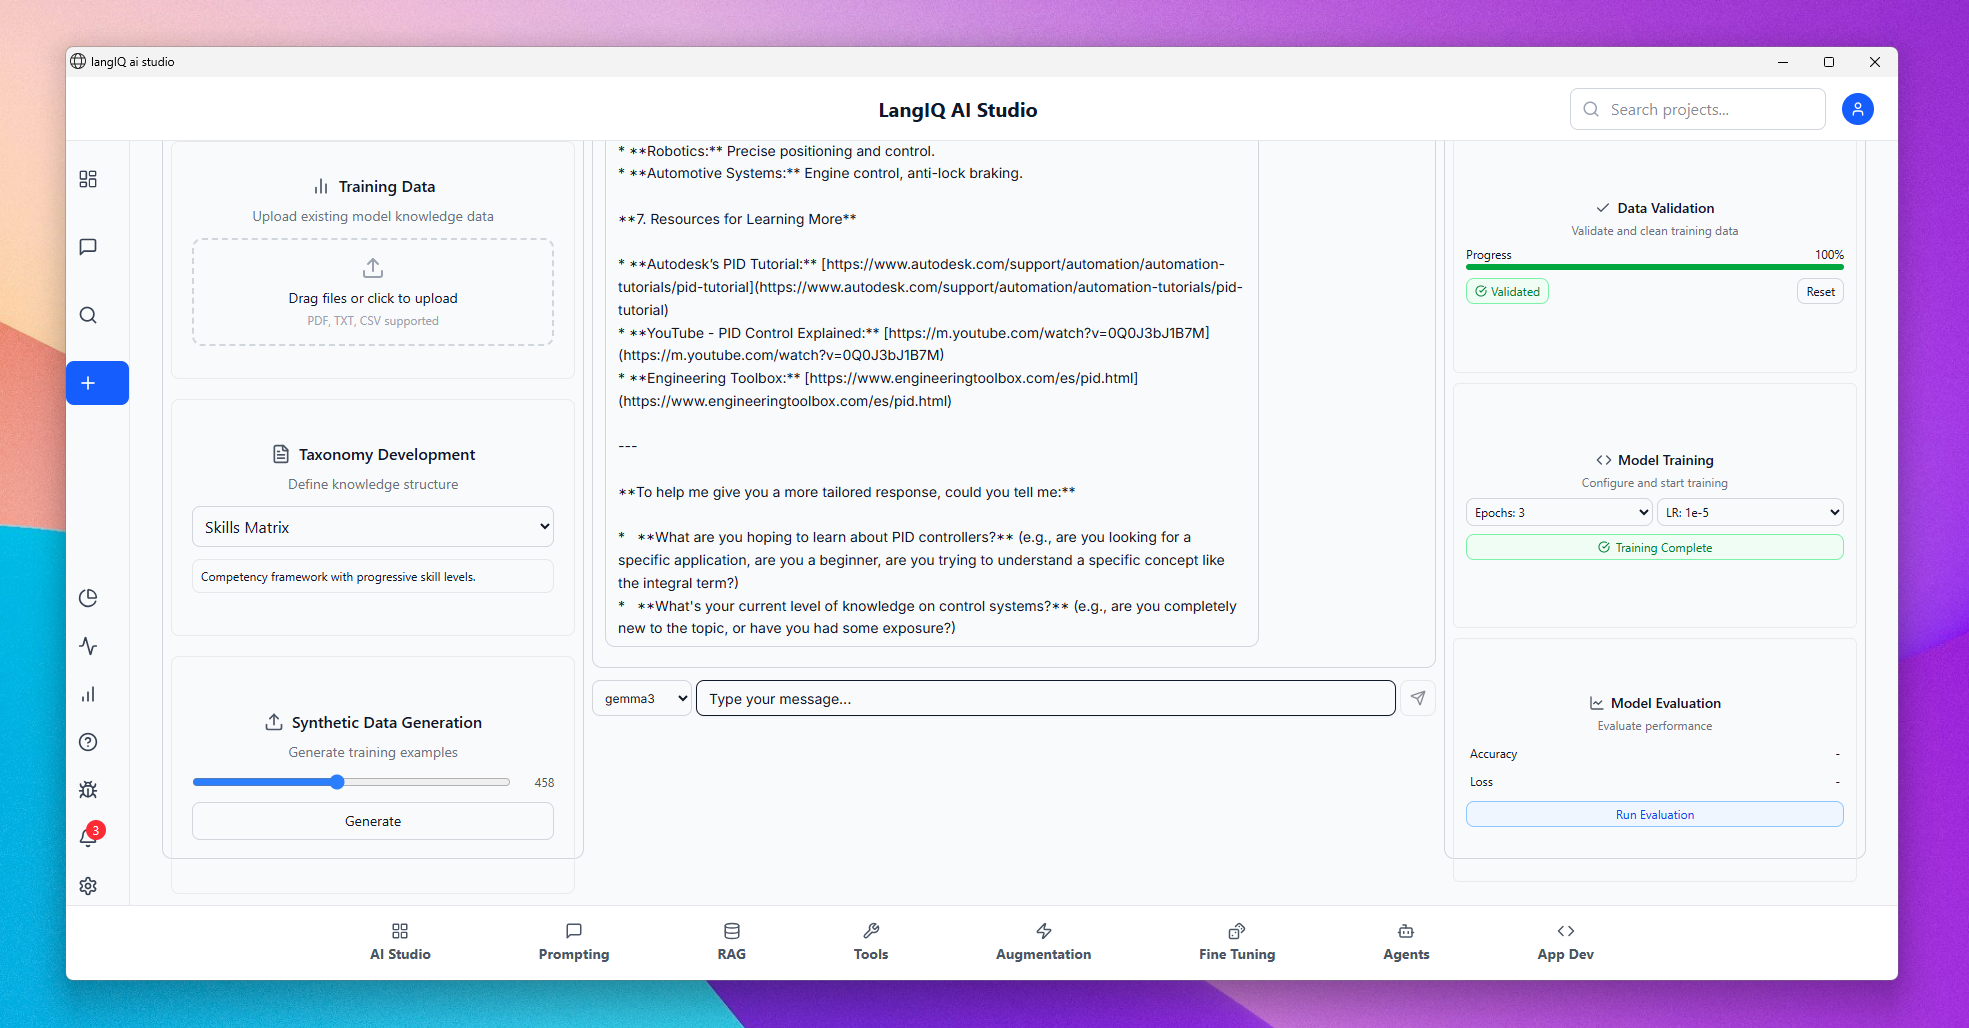 langIQ ai studio
LangIQ AI Studio
Search projects...
Training Data
Upload existing model knowledge data
Drag files or click to upload
PDF, TXT, CSV supported
Taxonomy Development
Define knowledge structure
Skills Matrix
Competency framework with progressive skill levels.
Synthetic Data Generation
Generate training examples
458
Generate
* **Robotics:** Precise positioning and control.
* **Automotive Systems:** Engine control, anti-lock braking.
**7. Resources for Learning More**
* **Autodesk's PID Tutorial:** [https://www.autodesk.com/support/automation/automation-
tutorials/pid-tutorial](https://www.autodesk.com/support/automation/automation-tutorials/pid-
tutorial)
* **YouTube - PID Control Explained:** [https://m.youtube.com/watch?v=0Q0J3bJ1B7M]
(https://m.youtube.com/watch?v=0Q0J3bJ1B7M)
* **Engineering Toolbox:** [https://www.engineeringtoolbox.com/es/pid.html]
(https://www.engineeringtoolbox.com/es/pid.html)
---
**To help me give you a more tailored response, could you tell me:**
* **What are you hoping to learn about PID controllers?** (e.g., are you looking for a
specific application, are you a beginner, are you trying to understand a specific concept like
the integral term?)
* **What's your current level of knowledge on control systems?** (e.g., are you completely
new to the topic, or have you had some exposure?)
gemma3
Type your message...
Data Validation
Validate and clean training data
Progress 100%
Validated
Reset
Model Training
Configure and start training
Epochs: 3
LR: 1e-5
Training Complete
Model Evaluation
Evaluate performance
Accuracy -
Loss -
Run Evaluation
3
AI Studio
Prompting
RAG
Tools
Augmentation
Fine Tuning
Agents
App Dev